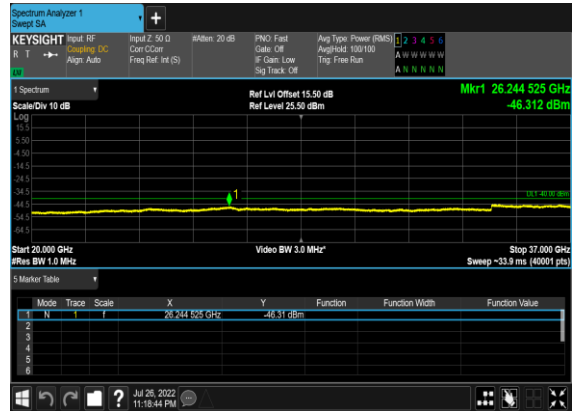 Spectrum Analyzer 1
Swept SA
+
KEYSIGHT Input: RF Input Z: 50 Ω #Atten: 20 dB PNO: Fast Avg Type: Power (RMS) 1 2 3 4 5 6
R T Coupling: DC Corr CCorr Gate: Off Avg|Hold: 100/100 A W W W W W
Align: Auto Freq Ref: Int (S) IF Gain: Low Trig: Free Run
Sig Track: Off A N N N N N
1 Spectrum Ref Lvl Offset 15.50 dB Mkr1 26.244 525 GHz
Scale/Div 10 dB Ref Level 25.50 dBm -46.312 dBm
Log
15.5
5.50
-4.50
-14.5
-24.5
-34.5 1 DL1 -40.00 dBm
-44.5
-54.5
-64.5
Start 20.000 GHz Video BW 3.0 MHz* Stop 37.000 GHz
#Res BW 1.0 MHz Sweep ~33.9 ms (40001 pts)
5 Marker Table
Mode Trace Scale X Y Function Function Width Function Value
1 N 1 f 26.244 525 GHz -46.31 dBm
2
3
4
5
6
? Jul 26, 2022
11:18:44 PM